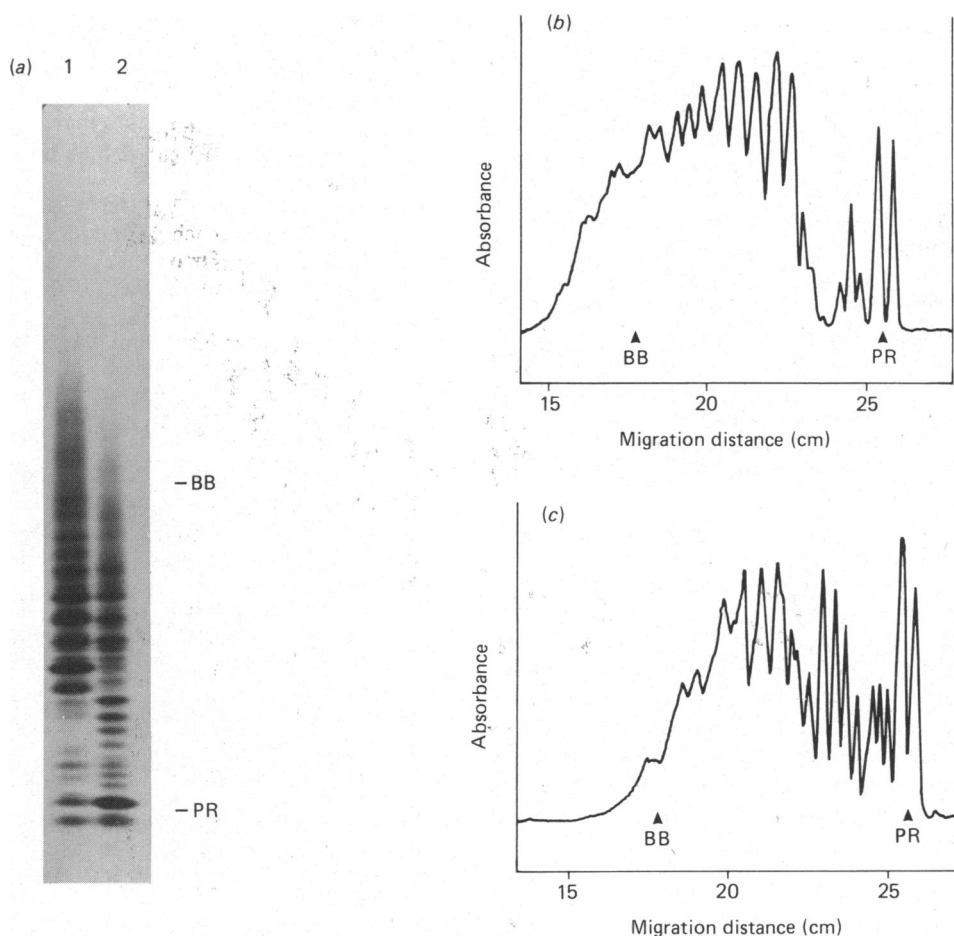 (a) 1 2
– BB
– PR
(b)
Absorbance
BB
PR
15 20 25
Migration distance (cm)
(c)
Absorbance
BB
PR
15 20 25
Migration distance (cm)